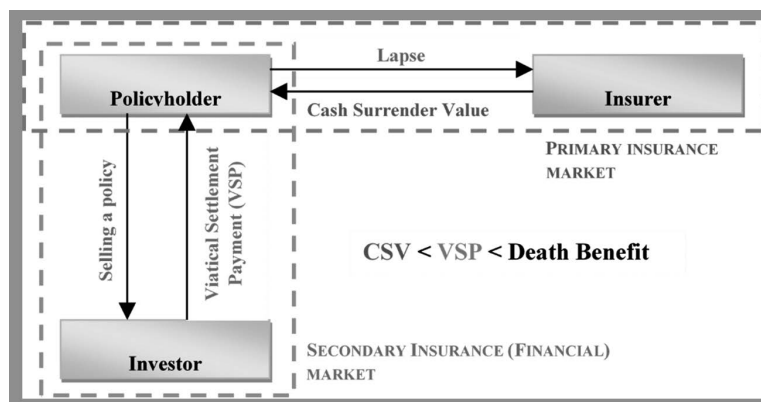 Lapse
Policyholder
Insurer
Cash Surrender Value
PRIMARY INSURANCE
MARKET
Selling a policy
Viatical Settlement
Payment (VSP)
CSV < VSP < Death Benefit
Investor
SECONDARY INSURANCE (FINANCIAL)
MARKET